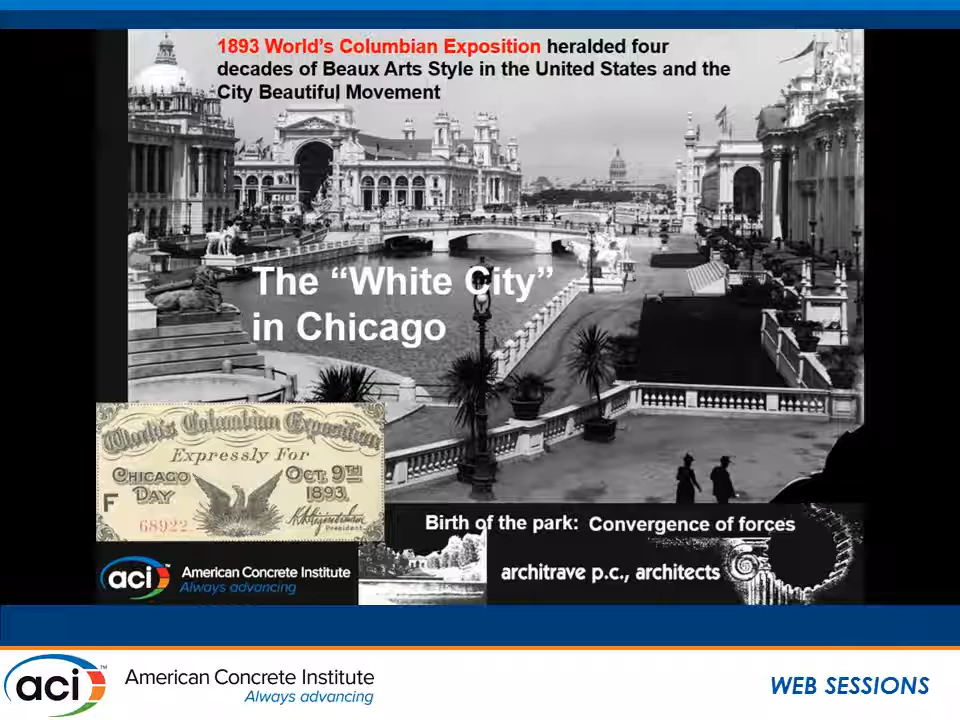 1893 World's Columbian Exposition heralded four
decades of Beaux Arts Style in the United States and the
City Beautiful Movement
The “White City”
in Chicago
World's Columbian Exposition
Expressly For
Chicago Day
Oct. 9TH 1893.
F
68922
President.
Birth of the park: Convergence of forces
architrave p.c., architects
aci™ American Concrete Institute
Always advancing
aci™ American Concrete Institute
Always advancing
WEB SESSIONS